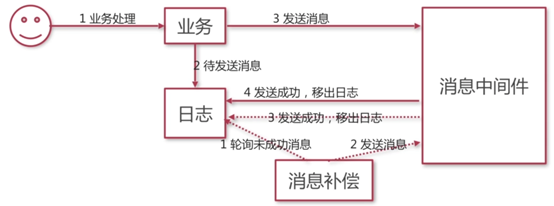 1 业务处理
业务
3 发送消息
2 待发送消息
消息中间件
4 发送成功，移出日志
日志
3 发送成功，移出日志
1 轮询未成功消息
2 发送消息
消息补偿